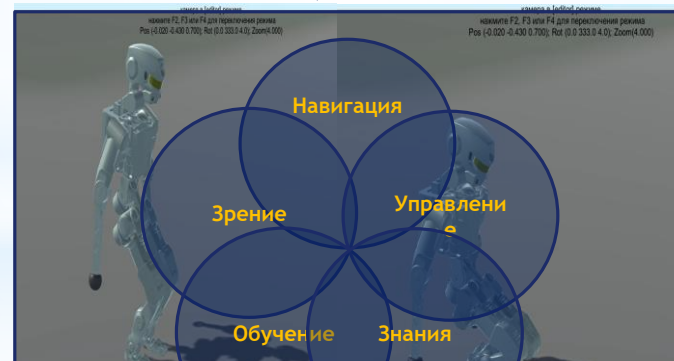 камера в [editor] режиме
нажмите F2, F3 или F4 для переключения режима
Pos (-0.020 -0.430 0.700); Rot (0.0 333.0 4.0); Zoom(4.000)
камера в [editor] режиме
нажмите F2, F3 или F4 для переключения режима
Pos (-0.020 -0.430 0.700); Rot (0.0 333.0 4.0); Zoom(4.000)
Навигация
Зрение
Управлени
е
Обучение
Знания